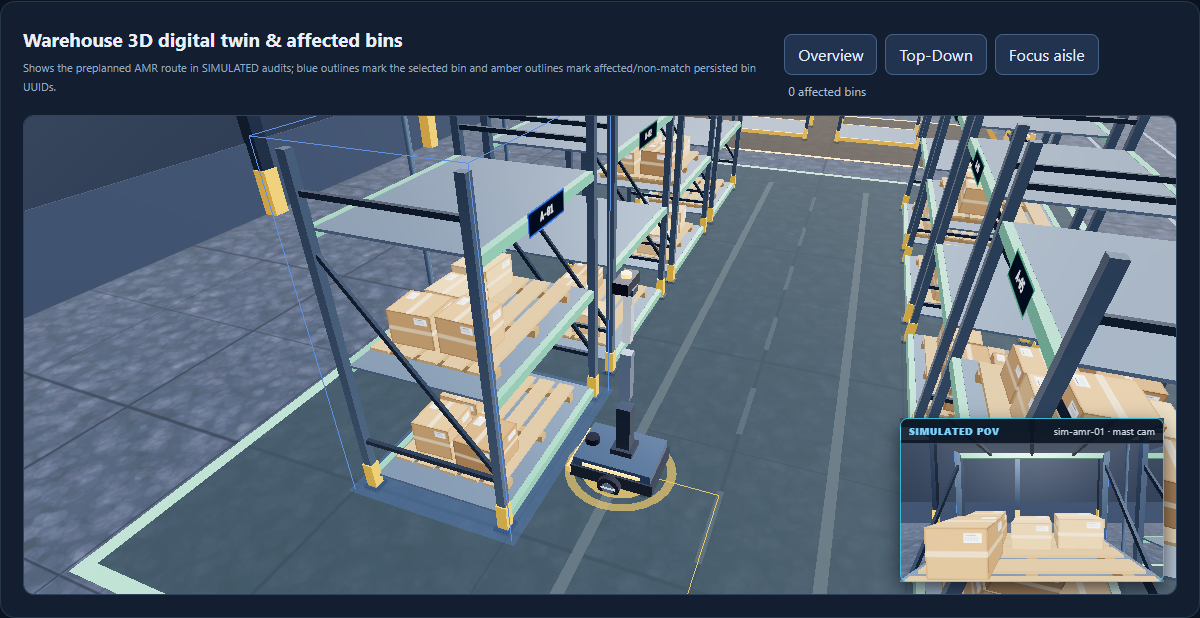 Warehouse 3D digital twin & affected bins
Shows the preplanned AMR route in SIMULATED audits; blue outlines mark the selected bin and amber outlines mark affected/non-match persisted bin
UUIDs.
Overview
Top-Down
Focus aisle
0 affected bins
A-01
SIMULATED POV
sim-amr-01 · mast cam